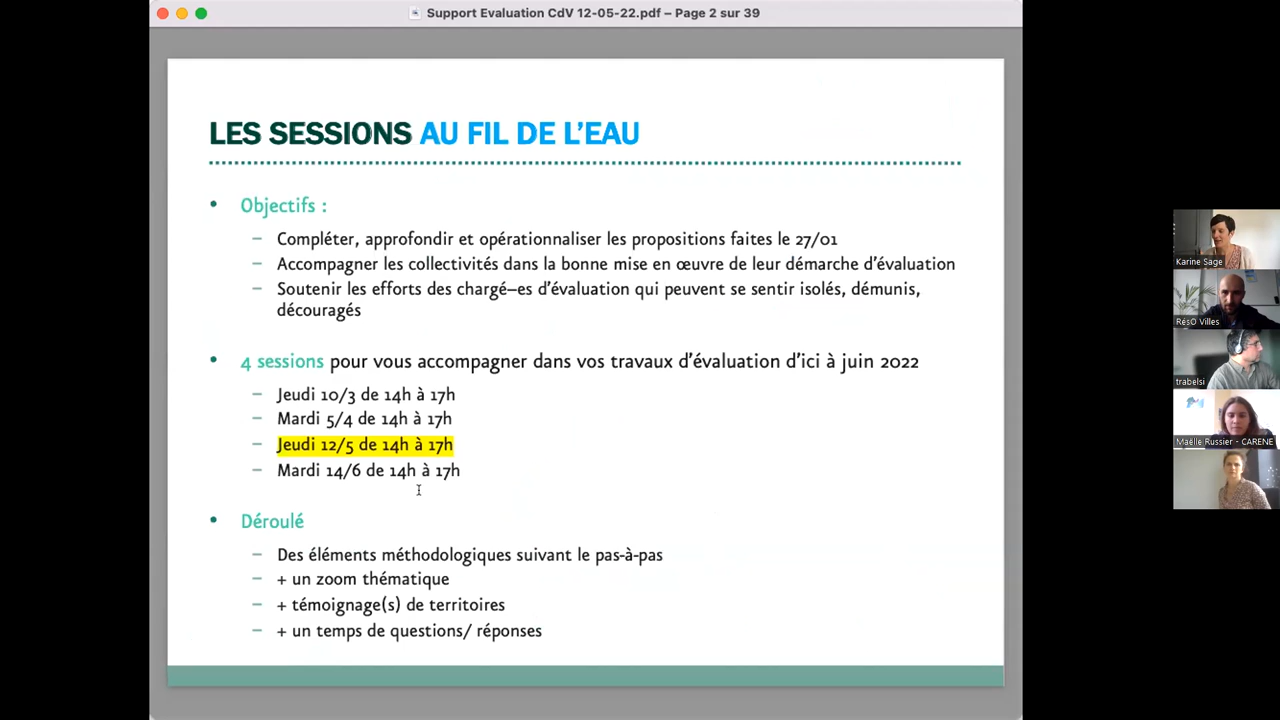 Support Evaluation CdV 12-05-22.pdf – Page 2 sur 39
LES SESSIONS AU FIL DE L'EAU
• Objectifs :
– Compléter, approfondir et opérationnaliser les propositions faites le 27/01
– Accompagner les collectivités dans la bonne mise en œuvre de leur démarche d'évaluation
– Soutenir les efforts des chargé–es d'évaluation qui peuvent se sentir isolés, démunis,
découragés
• 4 sessions pour vous accompagner dans vos travaux d'évaluation d'ici à juin 2022
– Jeudi 10/3 de 14h à 17h
– Mardi 5/4 de 14h à 17h
– Jeudi 12/5 de 14h à 17h
– Mardi 14/6 de 14h à 17h
• Déroulé
– Des éléments méthodologiques suivant le pas-à-pas
– + un zoom thématique
– + témoignage(s) de territoires
– + un temps de questions/ réponses
Karine Sage
RésO Villes
trabelsi
Maëlle Russier - CARENE